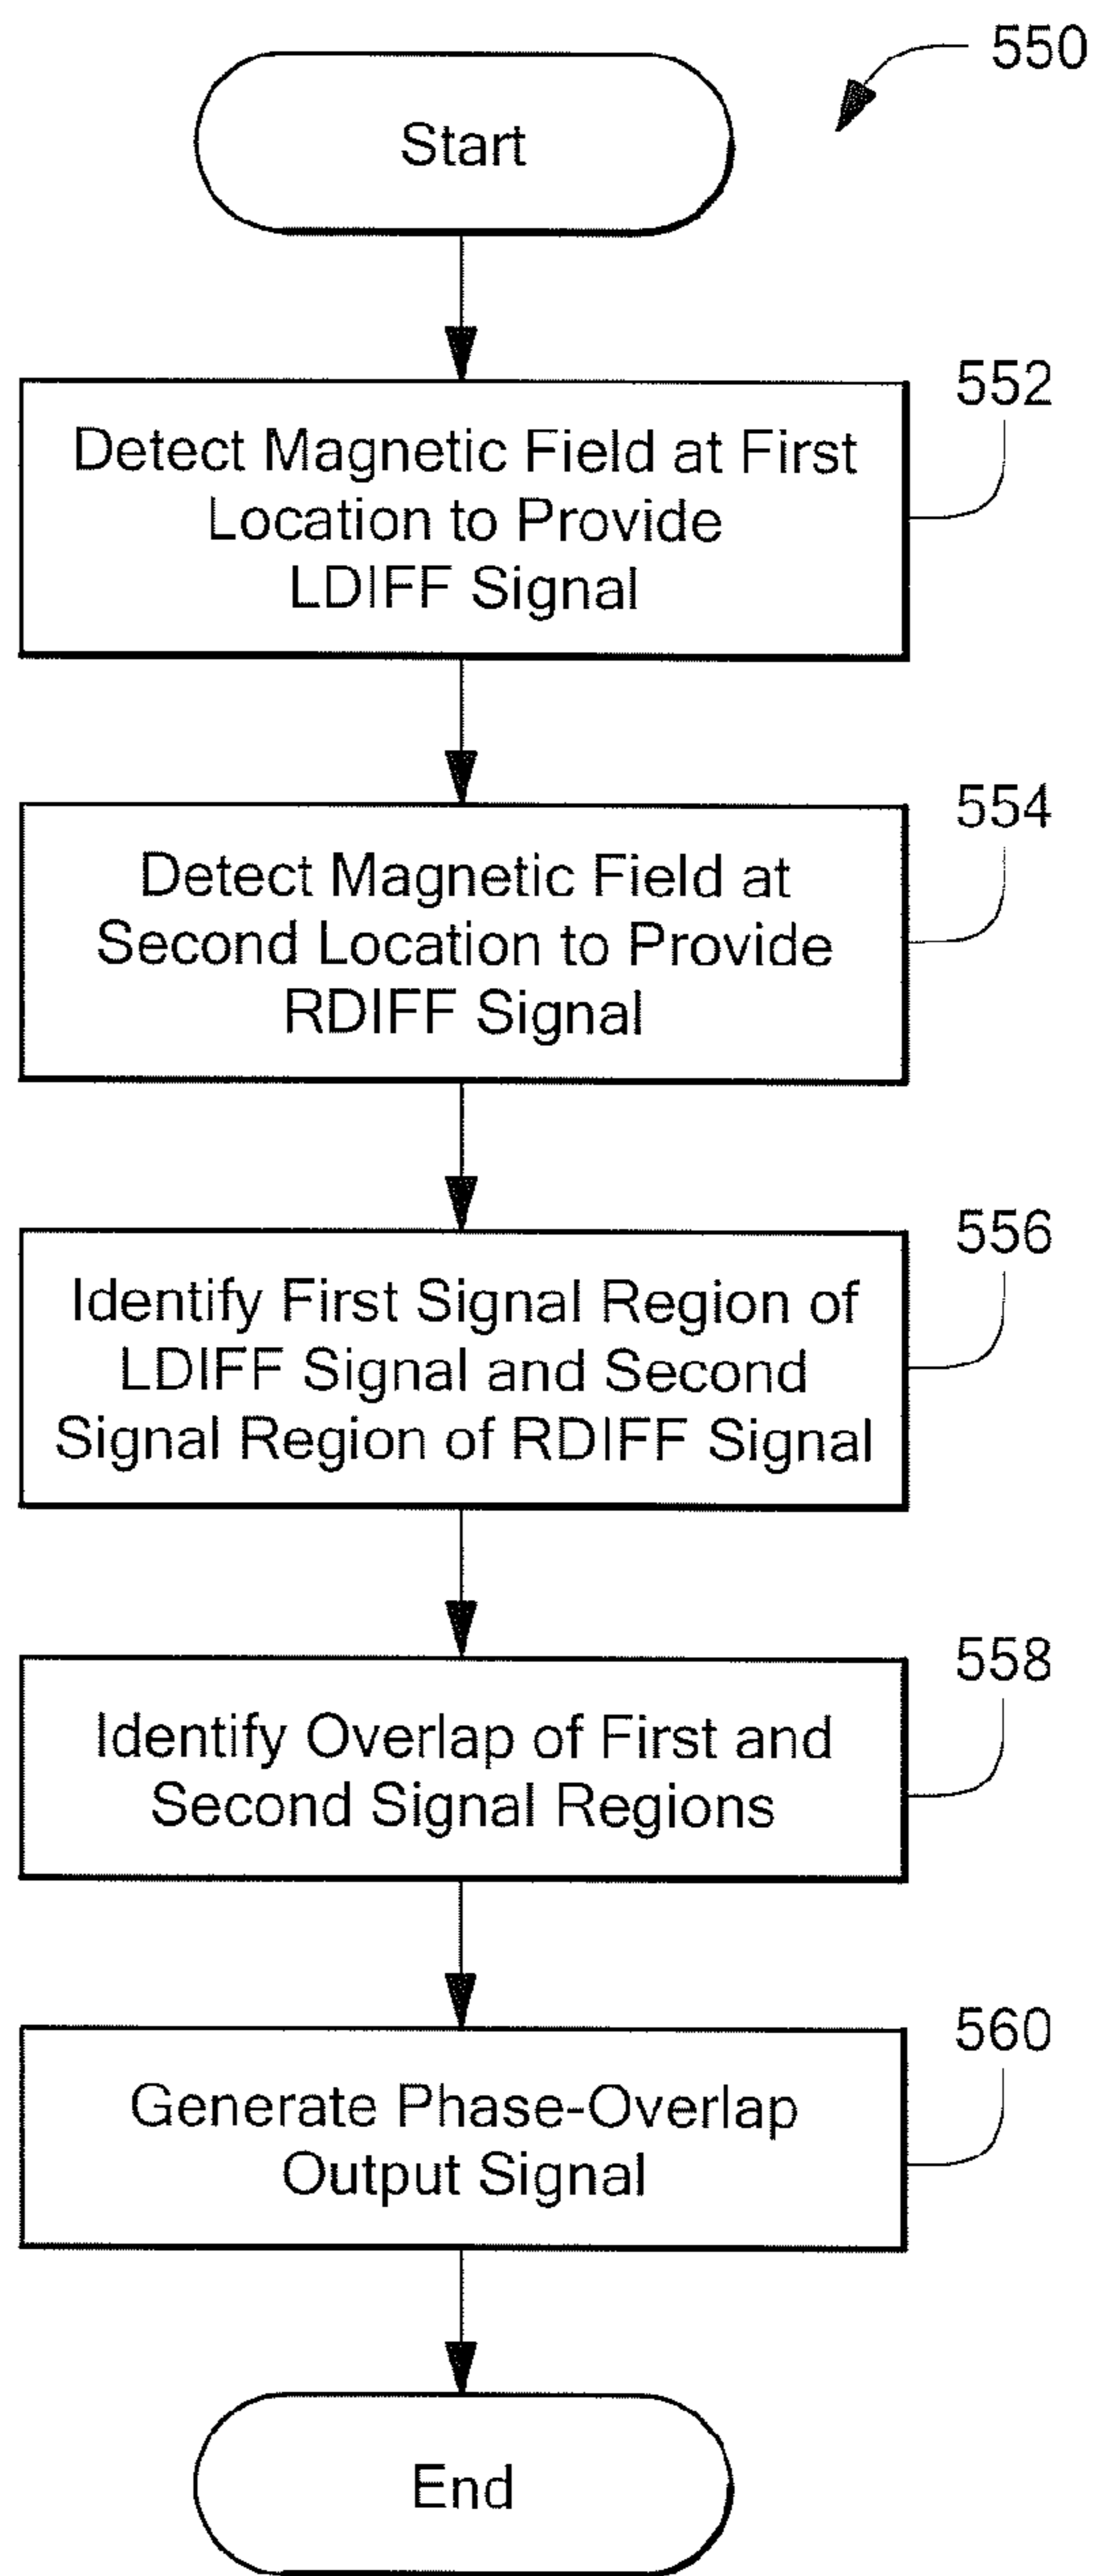 550
Start
552
Detect Magnetic Field at First
Location to Provide
LDIFF Signal
554
Detect Magnetic Field at
Second Location to Provide
RDIFF Signal
556
Identify First Signal Region of
LDIFF Signal and Second
Signal Region of RDIFF Signal
558
Identify Overlap of First and
Second Signal Regions
560
Generate Phase-Overlap
Output Signal
End